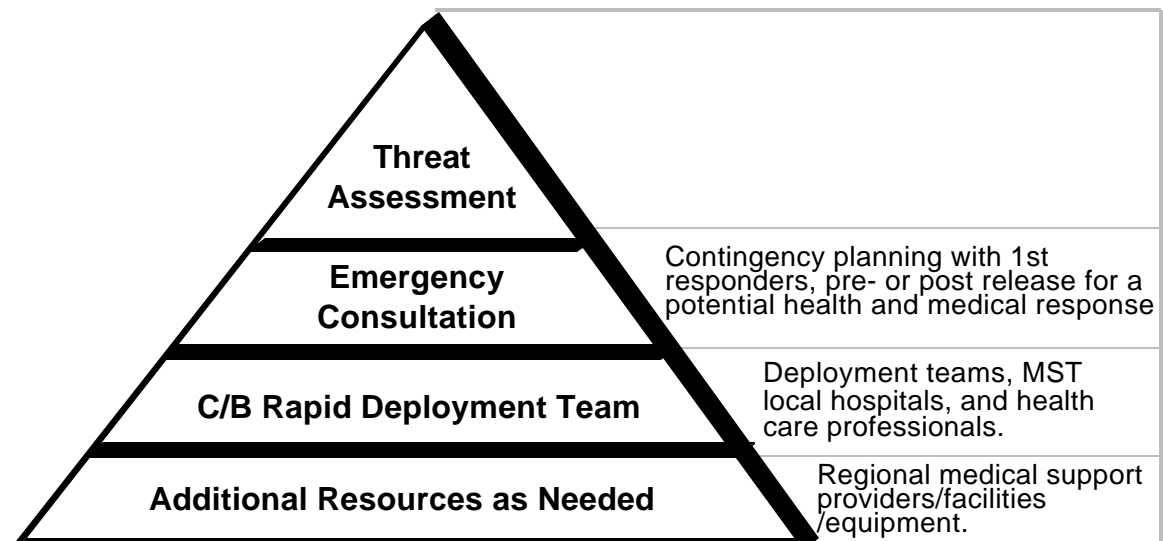 Threat
Assessment
Emergency
Consultation
Contingency planning with 1st
responders, pre- or post release for a
potential health and medical response
C/B Rapid Deployment Team
Deployment teams, MST
local hospitals, and health
care professionals.
Additional Resources as Needed
Regional medical support
providers/facilities
/equipment.